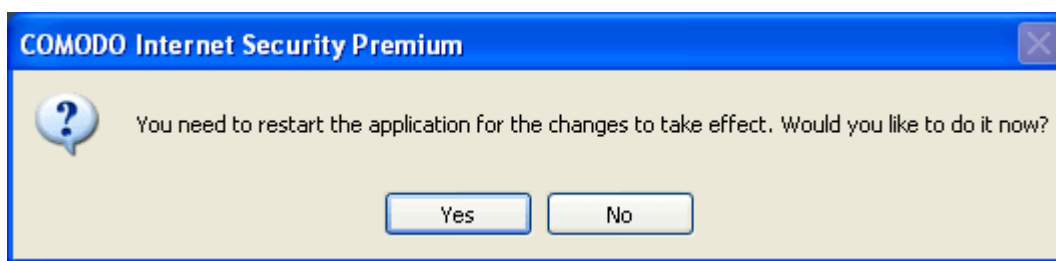 COMODO Internet Security Premium
You need to restart the application for the changes to take effect. Would you like to do it now?
Yes
No